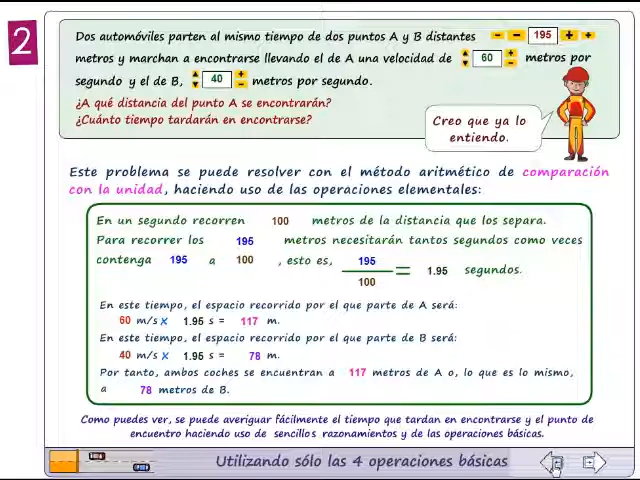 2
Dos automóviles parten al mismo tiempo de dos puntos A y B distantes 195
metros y marchan a encontrarse llevando el de A una velocidad de 60 metros por
segundo y el de B, 40 metros por segundo.
¿A qué distancia del punto A se encontrarán?
¿Cuánto tiempo tardarán en encontrarse?
Creo que ya lo
entiendo.
Este problema se puede resolver con el método aritmético de comparación
con la unidad, haciendo uso de las operaciones elementales:
En un segundo recorren 100 metros de la distancia que los separa.
Para recorrer los 195 metros necesitarán tantos segundos como veces
contenga 195 a 100 , esto es, 195/100 = 1.95 segundos.
En este tiempo, el espacio recorrido por el que parte de A será:
60 m/s x 1.95 s = 117 m.
En este tiempo, el espacio recorrido por el que parte de B será:
40 m/s x 1.95 s = 78 m.
Por tanto, ambos coches se encuentran a 117 metros de A o, lo que es lo mismo,
a 78 metros de B.
Como puedes ver, se puede averiguar fácilmente el tiempo que tardan en encontrarse y el punto de
encuentro haciendo uso de sencillos razonamientos y de las operaciones básicas.
Utilizando sólo las 4 operaciones básicas